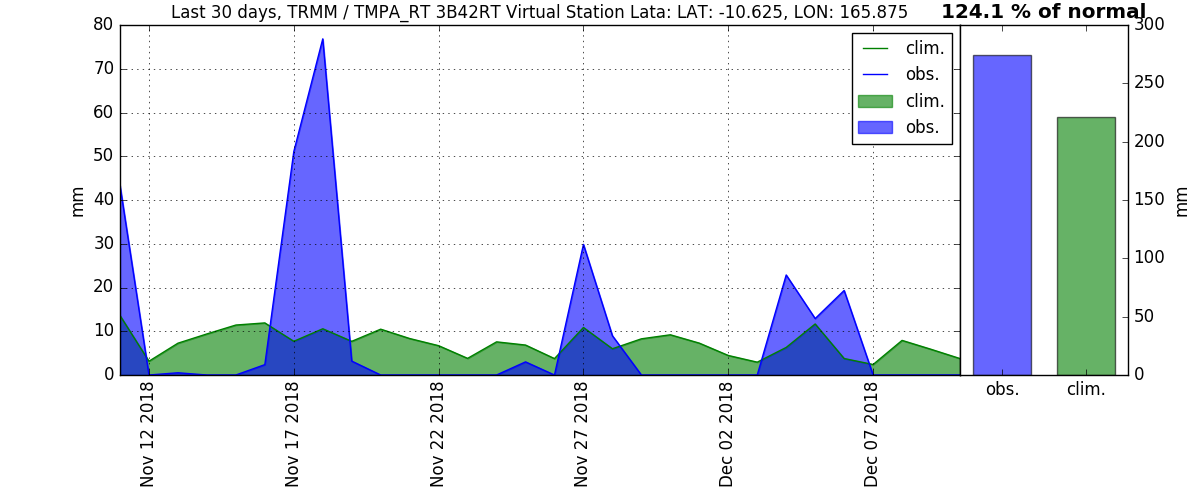 Last 30 days, TRMM / TMPA_RT 3B42RT Virtual Station Lata: LAT: -10.625, LON: 165.875
124.1 % of normal
80
70
60
50
40
30
20
10
0
mm
clim.
obs.
clim.
obs.
300
250
200
150
100
50
0
mm
obs.
clim.
Nov 12 2018
Nov 17 2018
Nov 22 2018
Nov 27 2018
Dec 02 2018
Dec 07 2018